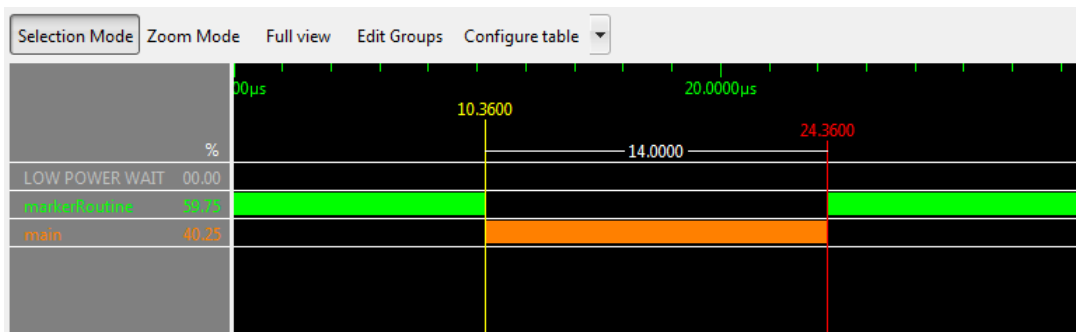 Selection Mode Zoom Mode Full view Edit Groups Configure table
00µs 20.0000µs
10.3600
24.3600
% 14.0000
LOW POWER WAIT 00.00
markerRoutine 59.75
main 40.25